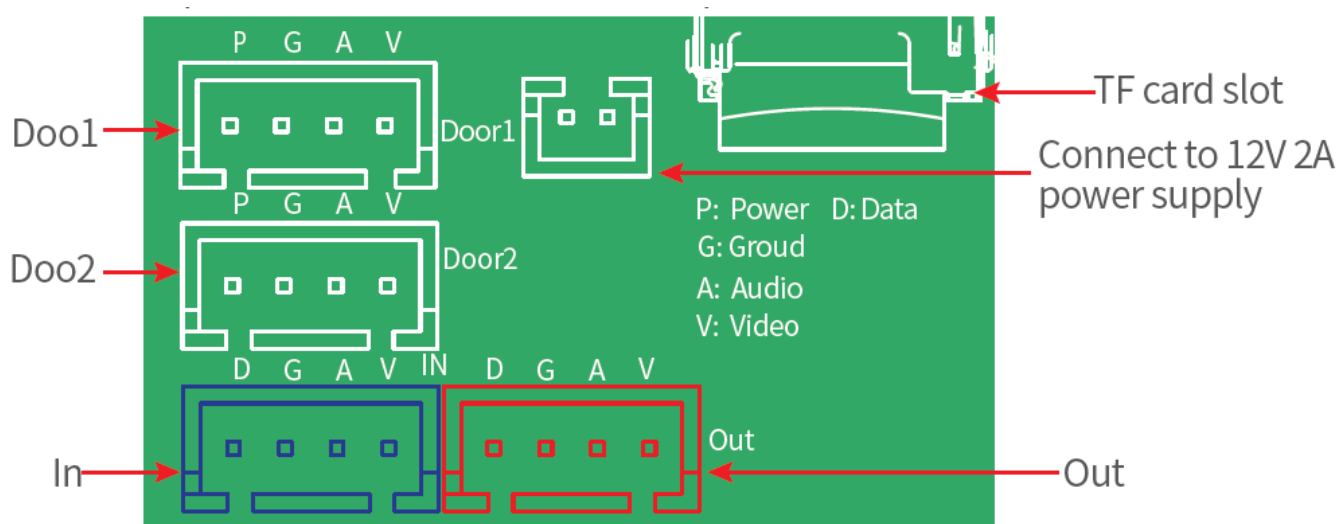 P G A V
Doo1
Door1
TF card slot
Connect to 12V 2A
power supply
P G A V
Doo2
Door2
P: Power D: Data
G: Groud
A: Audio
V: Video
D G A V IN
D G A V
In
Out
Out